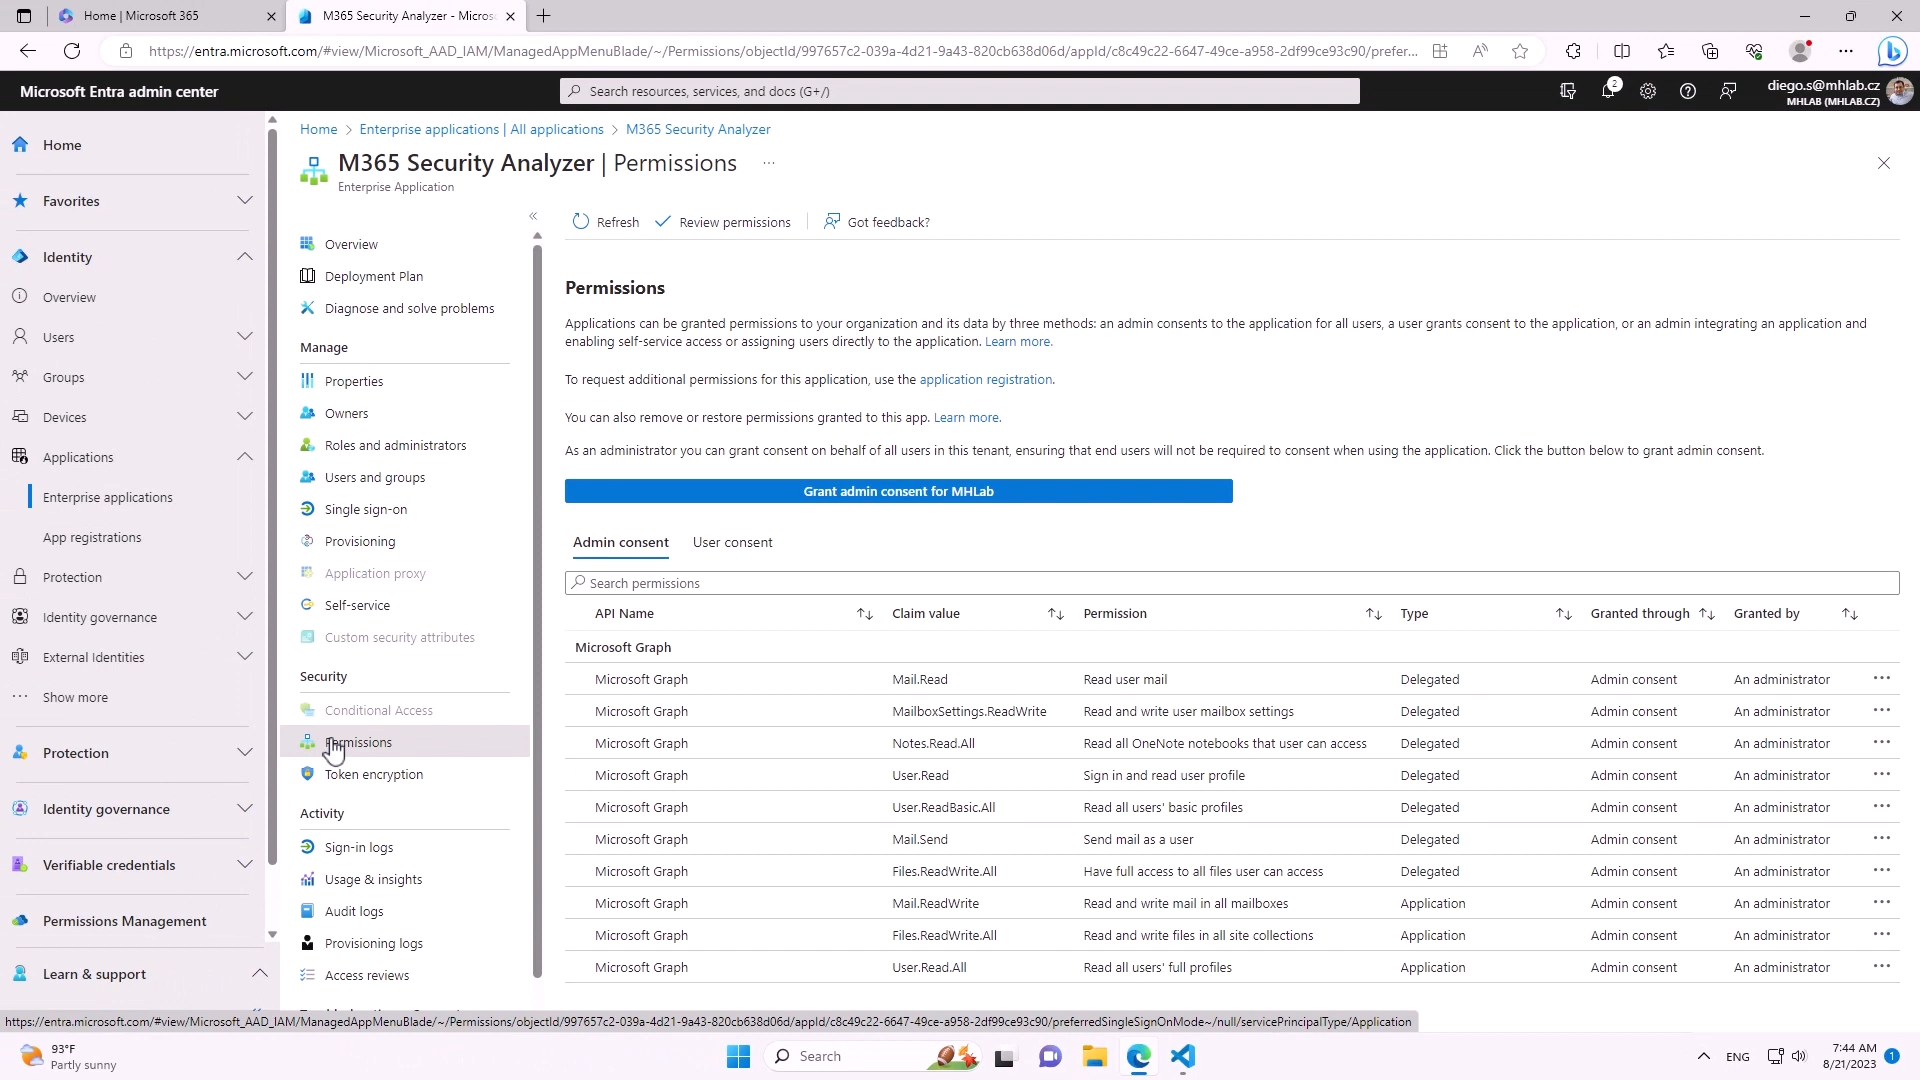 Home | Microsoft 365
M365 Security Analyzer - Micros
https://entra.microsoft.com/#view/Microsoft_AAD_IAM/ManagedAppMenuBlade/~/Permissions/objectId/997657c2-039a-4d21-9a43-820cb638d06d/appId/c8c49c22-6647-49ce-a958-2df99ce93c90/prefer...
Microsoft Entra admin center
Search resources, services, and docs (G+/)
2
diego.s@mhlab.cz
MHLAB (MHLAB.CZ)
Home
Favorites
Identity
Overview
Users
Groups
Devices
Applications
Enterprise applications
App registrations
Protection
Identity governance
External Identities
Show more
Protection
Identity governance
Verifiable credentials
Permissions Management
Learn & support
Home > Enterprise applications | All applications > M365 Security Analyzer
M365 Security Analyzer | Permissions ...
Enterprise Application
Overview
Deployment Plan
Diagnose and solve problems
Manage
Properties
Owners
Roles and administrators
Users and groups
Single sign-on
Provisioning
Application proxy
Self-service
Custom security attributes
Security
Conditional Access
Permissions
Token encryption
Activity
Sign-in logs
Usage & insights
Audit logs
Provisioning logs
Access reviews
Refresh Review permissions Got feedback?
Permissions
Applications can be granted permissions to your organization and its data by three methods: an admin consents to the application for all users, a user grants consent to the application, or an admin integrating an application and
enabling self-service access or assigning users directly to the application. Learn more.
To request additional permissions for this application, use the application registration.
You can also remove or restore permissions granted to this app. Learn more.
As an administrator you can grant consent on behalf of all users in this tenant, ensuring that end users will not be required to consent when using the application. Click the button below to grant admin consent.
Grant admin consent for MHLab
Admin consent User consent
Search permissions
API Name Claim value Permission Type Granted through Granted by
Microsoft Graph
Microsoft Graph Mail.Read Read user mail Delegated Admin consent An administrator ...
Microsoft Graph MailboxSettings.ReadWrite Read and write user mailbox settings Delegated Admin consent An administrator ...
Microsoft Graph Notes.Read.All Read all OneNote notebooks that user can access Delegated Admin consent An administrator ...
Microsoft Graph User.Read Sign in and read user profile Delegated Admin consent An administrator ...
Microsoft Graph User.ReadBasic.All Read all users' basic profiles Delegated Admin consent An administrator ...
Microsoft Graph Mail.Send Send mail as a user Delegated Admin consent An administrator ...
Microsoft Graph Files.ReadWrite.All Have full access to all files user can access Delegated Admin consent An administrator ...
Microsoft Graph Mail.ReadWrite Read and write mail in all mailboxes Application Admin consent An administrator ...
Microsoft Graph Files.ReadWrite.All Read and write files in all site collections Application Admin consent An administrator ...
Microsoft Graph User.Read.All Read all users' full profiles Application Admin consent An administrator ...
https://entra.microsoft.com/#view/Microsoft_AAD_IAM/ManagedAppMenuBlade/~/Permissions/objectId/997657c2-039a-4d21-9a43-820cb638d06d/appId/c8c49c22-6647-49ce-a958-2df99ce93c90/preferredSingleSignOnMode~/null/servicePrincipalType/Application
93°F
Partly sunny
Search
ENG
7:44 AM
8/21/2023
1